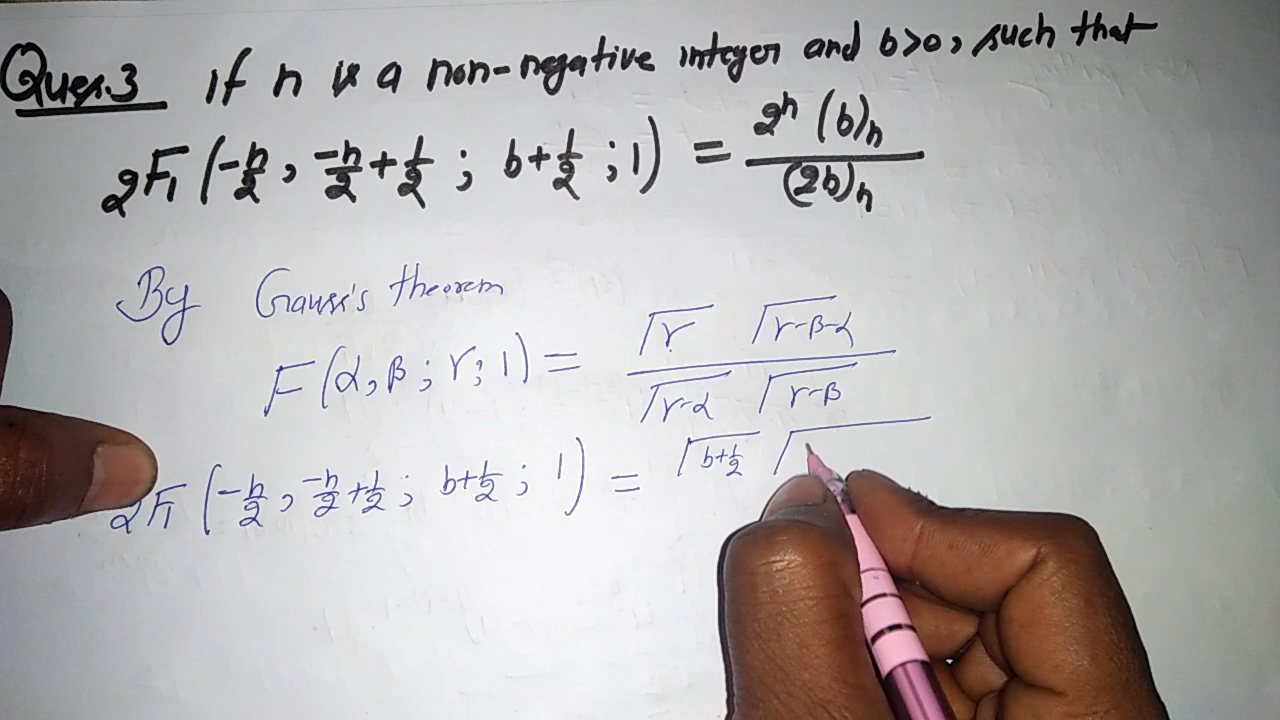 Ques.3 If n is a non-negative integer and b>0, such that
2F1 (-n/2, -n/2 + 1/2 ; b+1/2 ; 1) = 2^n (b)n / (2b)n
By Gauss's theorem
F(α, β ; γ ; 1) = Γγ Γγ-β-α / Γγ-α Γγ-β
2F1 (-n/2, -n/2 + 1/2 ; b+1/2 ; 1) = Γb+1/2 Γ